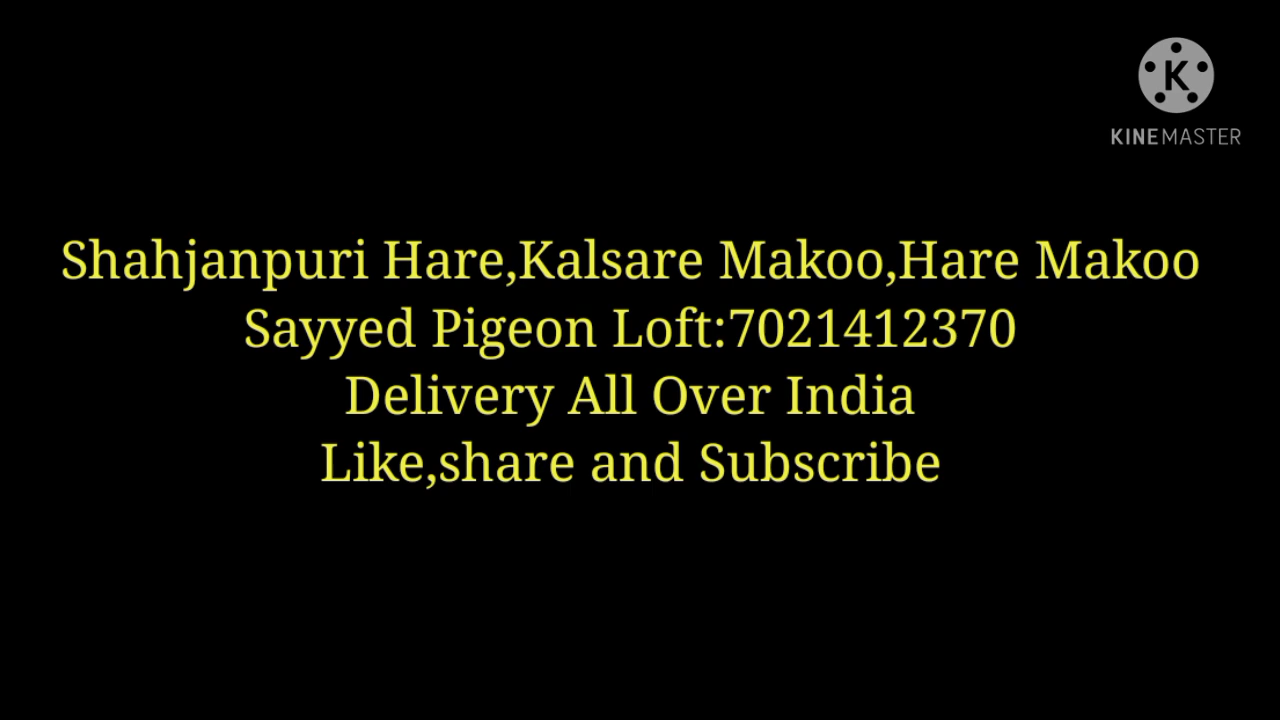 K
KINEMASTER
Shahjanpuri Hare,Kalsare Makoo,Hare Makoo
Sayyed Pigeon Loft:7021412370
Delivery All Over India
Like,share and Subscribe